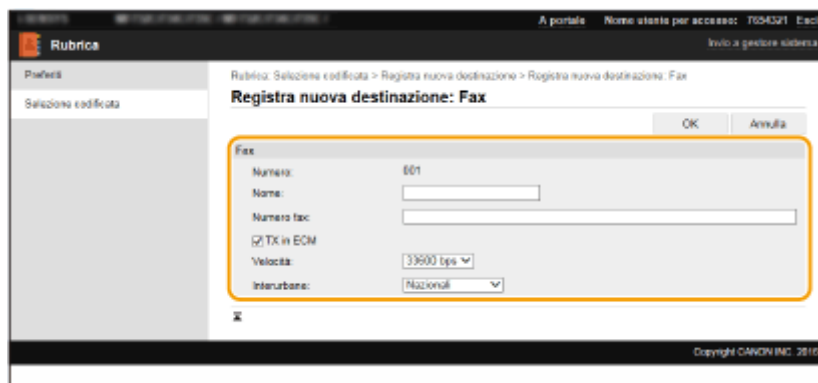 A portale Nome utente per accesso: 7654321 Esci
Rubrica
Invio a gestore sistema
Preferiti
Selezione codificata
Rubrica: Selezione codificata > Registra nuova destinazione > Registra nuova destinazione: Fax
Registra nuova destinazione: Fax
OK Annulla
Fax
Numero: 001
Nome:
Numero fax:
TX in ECM
Velocità: 33600 bps
Interurbane: Nazionali
Copyright CANON INC. 2016